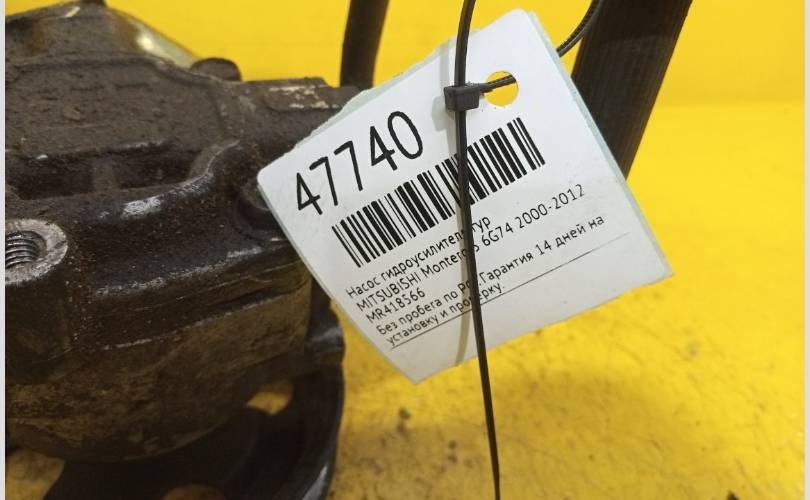 47740
Насос гидроусилителя гур
MITSUBISHI Montero 6G74 2000-2012
MR418566
Без пробега по РФ. Гарантия 14 дней на
установку и проверку.